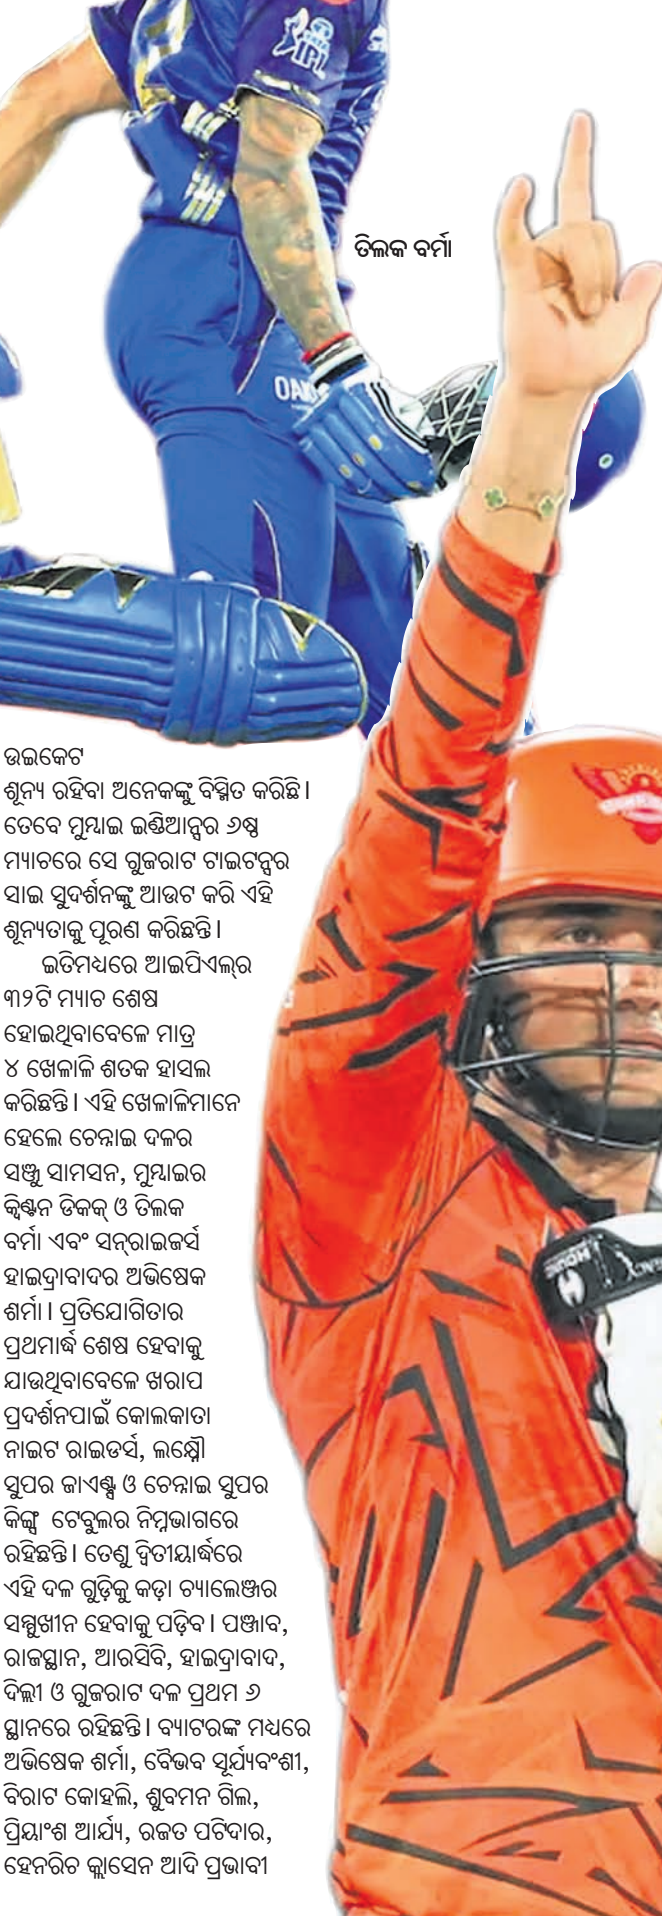 IPL
ତିଲକ ବର୍ମା
ଉଇକେଟ
ଶୂନ୍ୟ ରହିବା ଅନେକଙ୍କୁ ବିସ୍ମିତ କରିଛି ।
ତେବେ ମୁମ୍ବାଇ ଇଣ୍ଡିଆନ୍ସର ୬ଷ୍ଠ
ମ୍ୟାଚରେ ସେ ଗୁଜରାଟ ଟାଇଟନ୍ସର
ସାଇ ସୁଦର୍ଶନଙ୍କୁ ଆଉଟ କରି ଏହି
ଶୂନ୍ୟତାକୁ ପୂରଣ କରିଛନ୍ତି ।
ଇତିମଧ୍ୟରେ ଆଇପିଏଲ୍‌ର
୩୨ଟି ମ୍ୟାଚ ଶେଷ
ହୋଇଥିବାବେଳେ ମାତ୍ର
୪ ଖେଳାଳି ଶତକ ହାସଲ
କରିଛନ୍ତି । ଏହି ଖେଳାଳିମାନେ
ହେଲେ ଚେନ୍ନାଇ ଦଳର
ସଞ୍ଜୁ ସାମସନ, ମୁମ୍ବାଇର
କ୍ୱିଣ୍ଟନ ଡିକକ୍ ଓ ତିଲକ
ବର୍ମା ଏବଂ ସନ୍‌ରାଇଜର୍ସ
ହାଇଦ୍ରାବାଦର ଅଭିଷେକ
ଶର୍ମା । ପ୍ରତିଯୋଗିତାର
ପ୍ରଥମାର୍ଦ୍ଧ ଶେଷ ହେବାକୁ
ଯାଉଥିବାବେଳେ ଖରାପ
ପ୍ରଦର୍ଶନପାଇଁ କୋଲକାତା
ନାଇଟ ରାଇଡର୍ସ, ଲକ୍ଷ୍ନୌ
ସୁପର ଜାଏଣ୍ଟ୍ସ ଓ ଚେନ୍ନାଇ ସୁପର
କିଙ୍ଗ୍ସ ଟେବୁଲର ନିମ୍ନଭାଗରେ
ରହିଛନ୍ତି । ତେଣୁ ଦ୍ୱିତୀୟାର୍ଦ୍ଧରେ
ଏହି ଦଳ ଗୁଡ଼ିକୁ କଡ଼ା ଚ୍ୟାଲେଞ୍ଜର
ସମ୍ମୁଖୀନ ହେବାକୁ ପଡ଼ିବ । ପଞ୍ଜାବ,
ରାଜସ୍ଥାନ, ଆରସିବି, ହାଇଦ୍ରାବାଦ,
ଦିଲ୍ଲୀ ଓ ଗୁଜରାଟ ଦଳ ପ୍ରଥମ ୬
ସ୍ଥାନରେ ରହିଛନ୍ତି । ବ୍ୟାଟରଙ୍କ ମଧ୍ୟରେ
ଅଭିଷେକ ଶର୍ମା, ବୈଭବ ସୂର୍ଯ୍ୟବଂଶୀ,
ବିରାଟ କୋହଲି, ଶୁବମନ ଗିଲ,
ପ୍ରିୟାଂଶ ଆର୍ଯ୍ୟ, ରଜତ ପଟିଦାର,
ହେନରିଚ କ୍ଲାସେନ ଆଦି ପ୍ରଭାବୀ